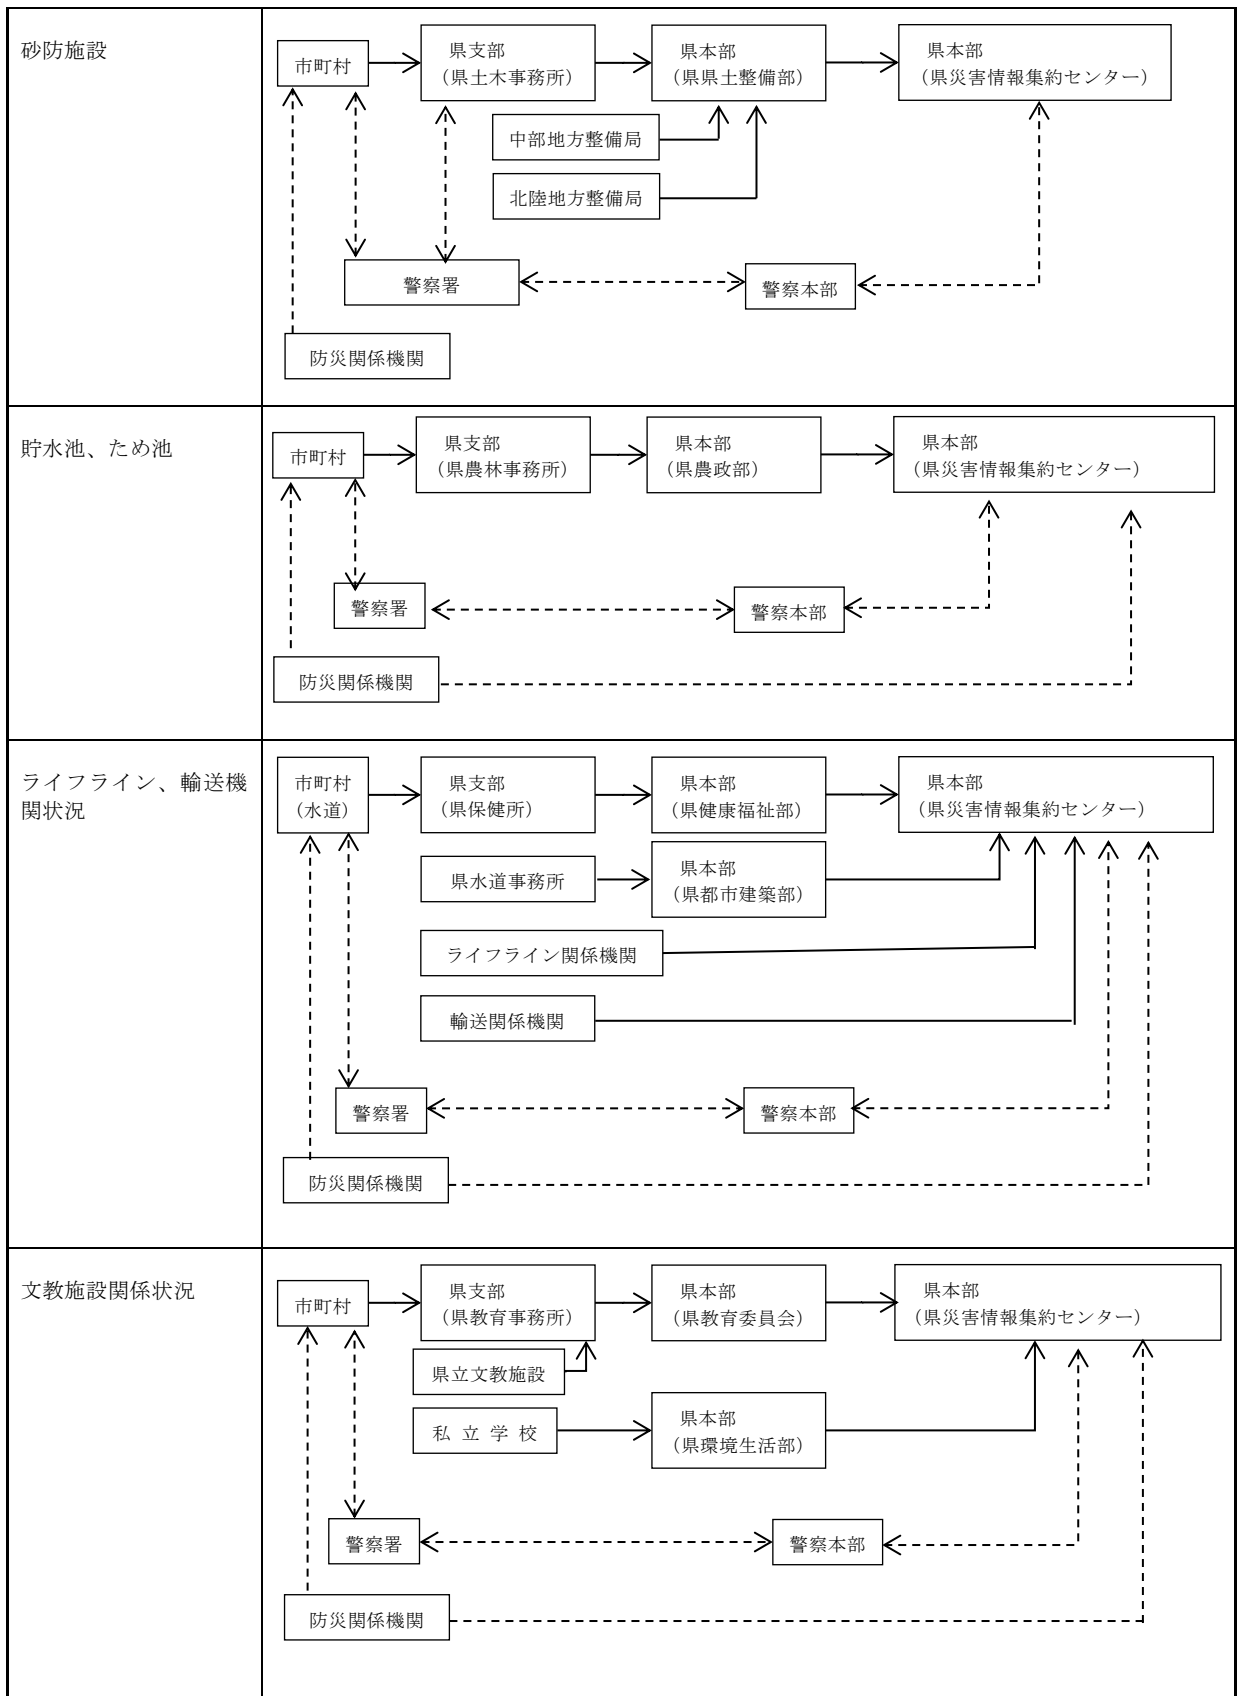 砂防施設
市町村
県支部
(県土木事務所)
県本部
(県県土整備部)
県本部
(県災害情報集約センター)
中部地方整備局
北陸地方整備局
警察署
警察本部
防災関係機関
貯水池、ため池
市町村
県支部
(県農林事務所)
県本部
(県農政部)
県本部
(県災害情報集約センター)
警察署
警察本部
防災関係機関
ライフライン、輸送機
関状況
市町村
(水道)
県支部
(県保健所)
県本部
(県健康福祉部)
県本部
(県災害情報集約センター)
県水道事務所
県本部
(県都市建築部)
ライフライン関係機関
輸送関係機関
警察署
警察本部
防災関係機関
文教施設関係状況
市町村
県支部
(県教育事務所)
県本部
(県教育委員会)
県本部
(県災害情報集約センター)
県立文教施設
私 立 学 校
県本部
(県環境生活部)
警察署
警察本部
防災関係機関